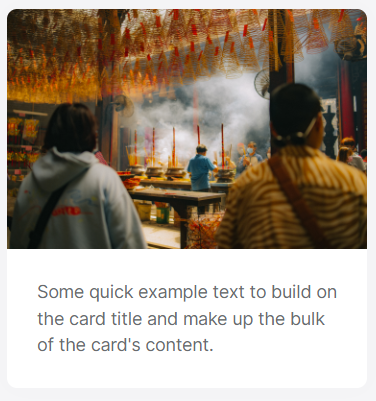 Some quick example text to build on
the card title and make up the bulk
of the card's content.